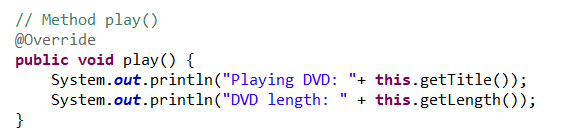 // Method play()
@Override
public void play() {
    System.out.println("Playing DVD: "+ this.getTitle());
    System.out.println("DVD length: " + this.getLength());
}